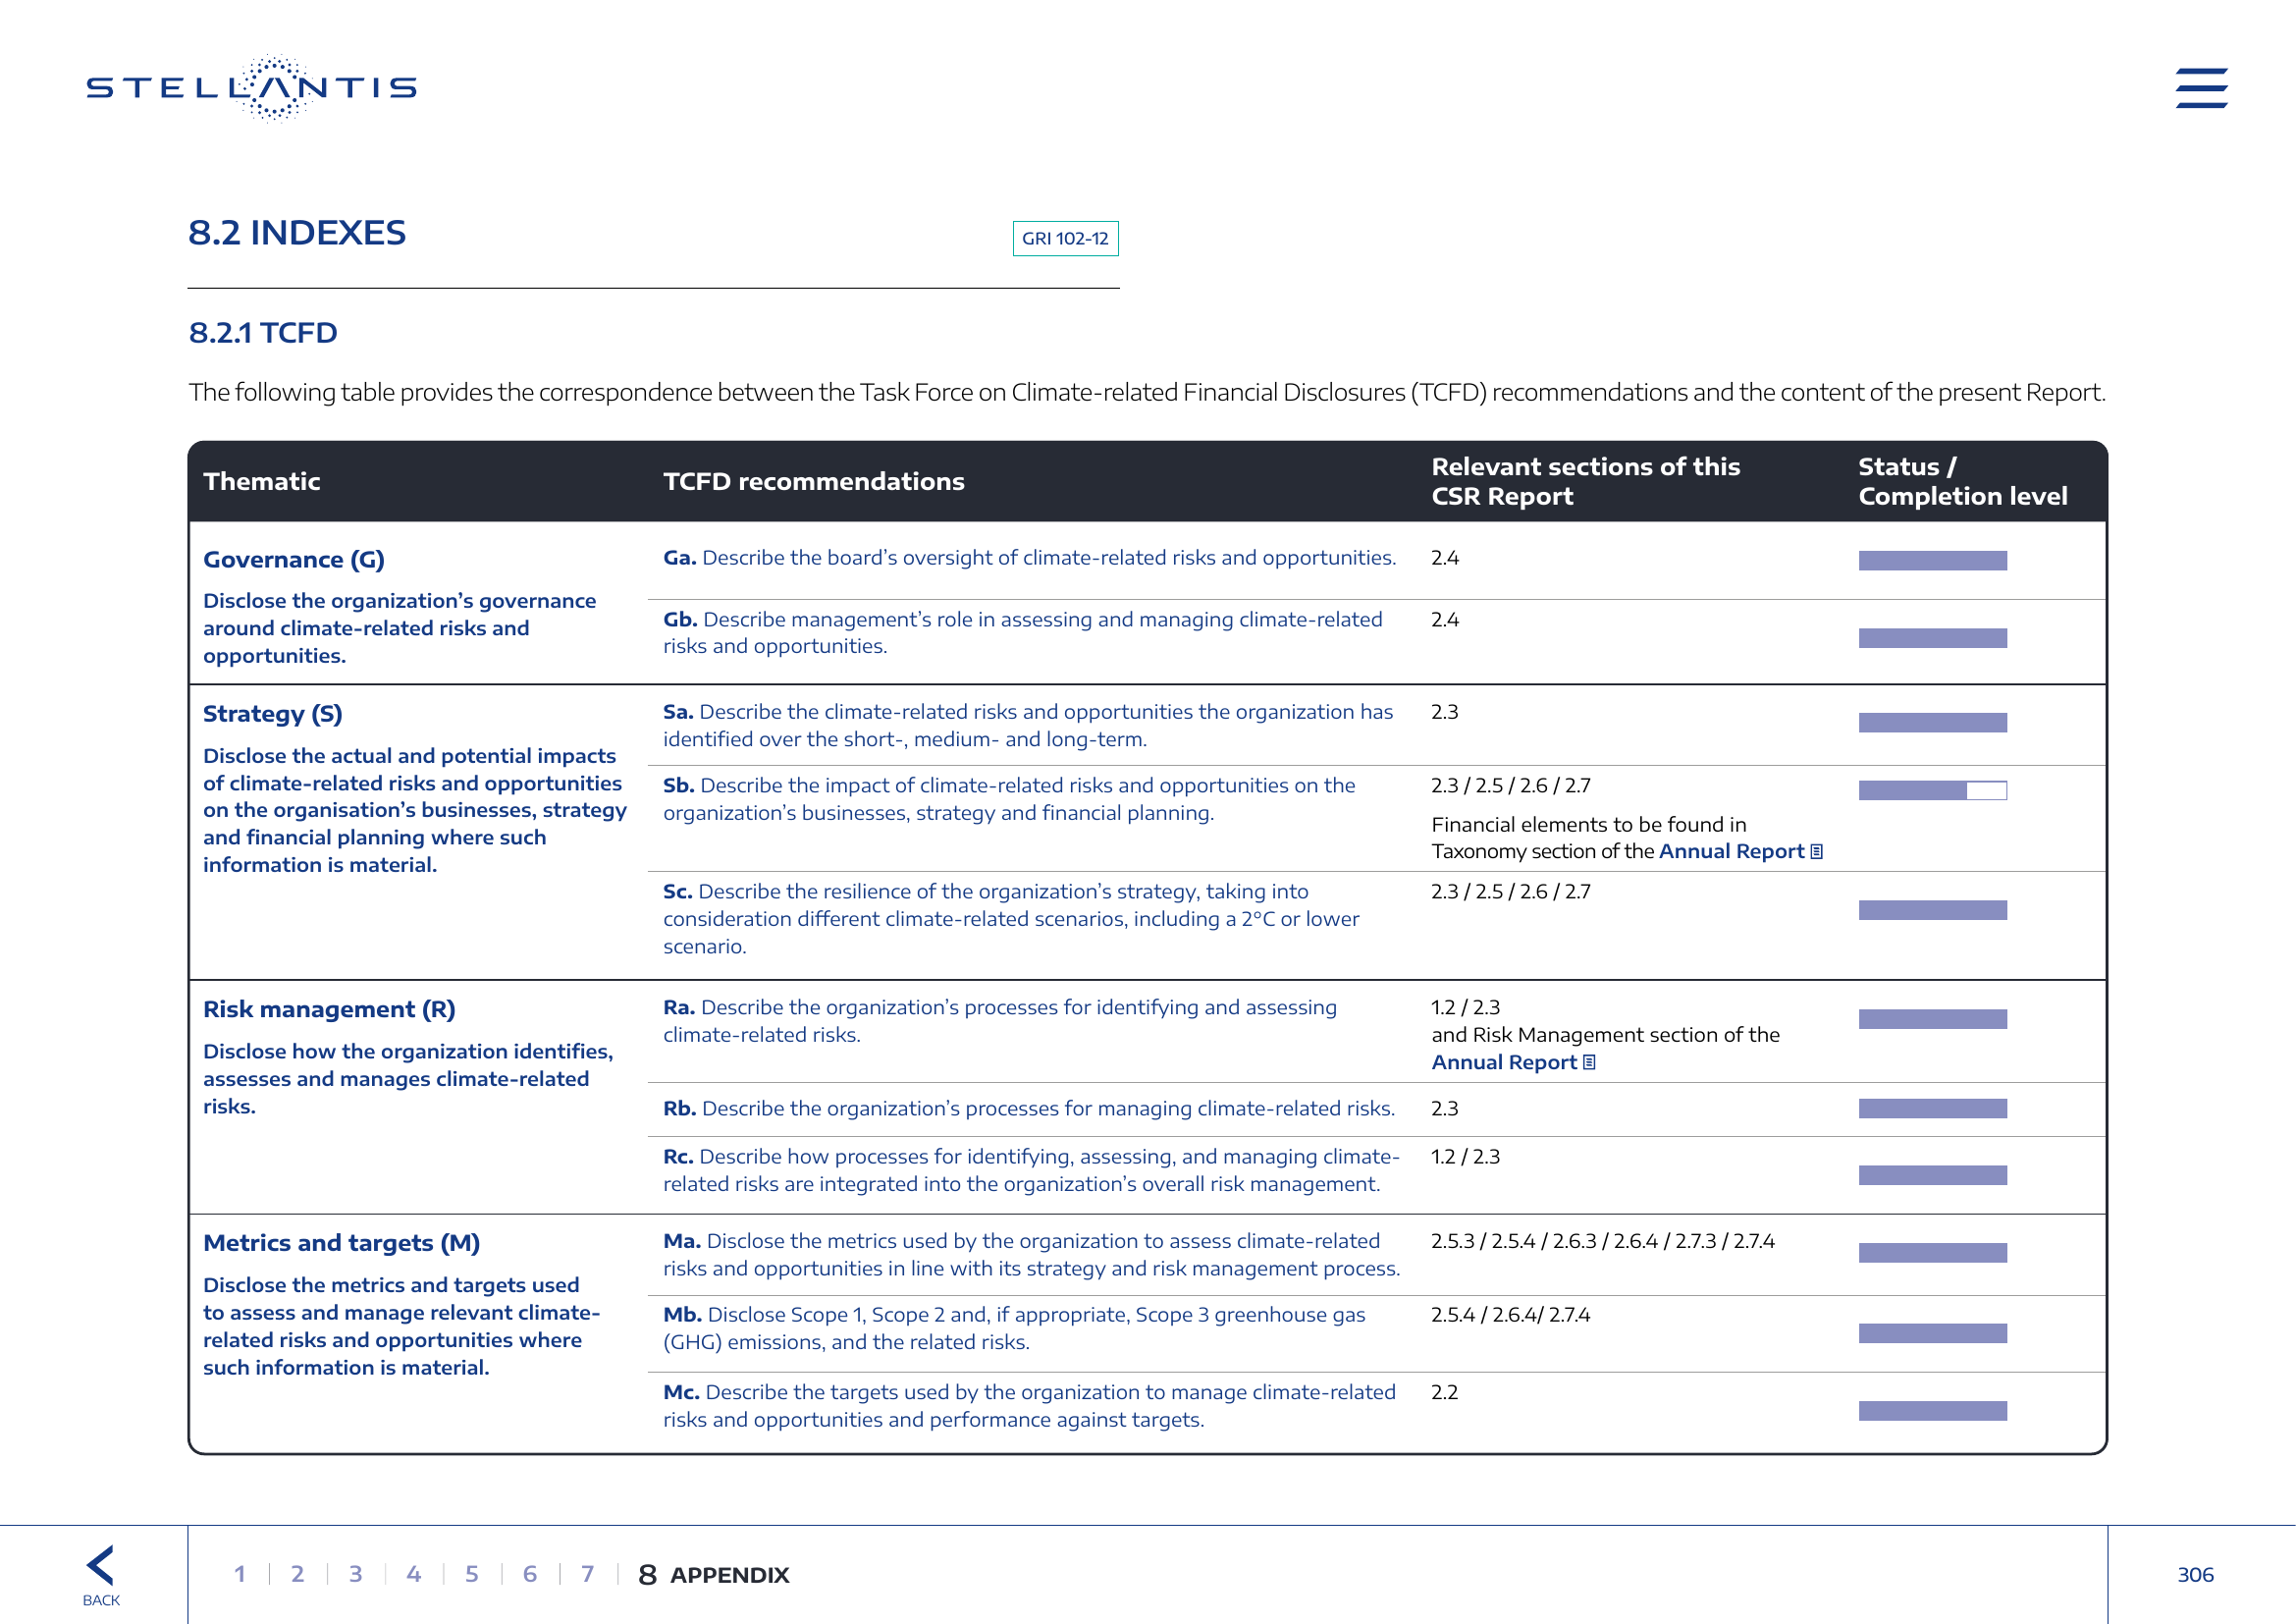 STELLANTIS
8.2 INDEXES
GRI 102-12
8.2.1 TCFD
The following table provides the correspondence between the Task Force on Climate-related Financial Disclosures (TCFD) recommendations and the content of the present Report.
Thematic
TCFD recommendations
Relevant sections of this
CSR Report
Status /
Completion level
Governance (G)
Disclose the organization’s governance
around climate-related risks and
opportunities.
Ga. Describe the board’s oversight of climate-related risks and opportunities.
2.4
Gb. Describe management’s role in assessing and managing climate-related
risks and opportunities.
2.4
Strategy (S)
Disclose the actual and potential impacts
of climate-related risks and opportunities
on the organisation’s businesses, strategy
and financial planning where such
information is material.
Sa. Describe the climate-related risks and opportunities the organization has
identified over the short-, medium- and long-term.
2.3
Sb. Describe the impact of climate-related risks and opportunities on the
organization’s businesses, strategy and financial planning.
2.3 / 2.5 / 2.6 / 2.7
Financial elements to be found in
Taxonomy section of the Annual Report
Sc. Describe the resilience of the organization’s strategy, taking into
consideration different climate-related scenarios, including a 2°C or lower
scenario.
2.3 / 2.5 / 2.6 / 2.7
Risk management (R)
Disclose how the organization identifies,
assesses and manages climate-related
risks.
Ra. Describe the organization’s processes for identifying and assessing
climate-related risks.
1.2 / 2.3
and Risk Management section of the
Annual Report
Rb. Describe the organization’s processes for managing climate-related risks.
2.3
Rc. Describe how processes for identifying, assessing, and managing climate-
related risks are integrated into the organization’s overall risk management.
1.2 / 2.3
Metrics and targets (M)
Disclose the metrics and targets used
to assess and manage relevant climate-
related risks and opportunities where
such information is material.
Ma. Disclose the metrics used by the organization to assess climate-related
risks and opportunities in line with its strategy and risk management process.
2.5.3 / 2.5.4 / 2.6.3 / 2.6.4 / 2.7.3 / 2.7.4
Mb. Disclose Scope 1, Scope 2 and, if appropriate, Scope 3 greenhouse gas
(GHG) emissions, and the related risks.
2.5.4 / 2.6.4/ 2.7.4
Mc. Describe the targets used by the organization to manage climate-related
risks and opportunities and performance against targets.
2.2
BACK
1 | 2 | 3 | 4 | 5 | 6 | 7 | 8 APPENDIX
306